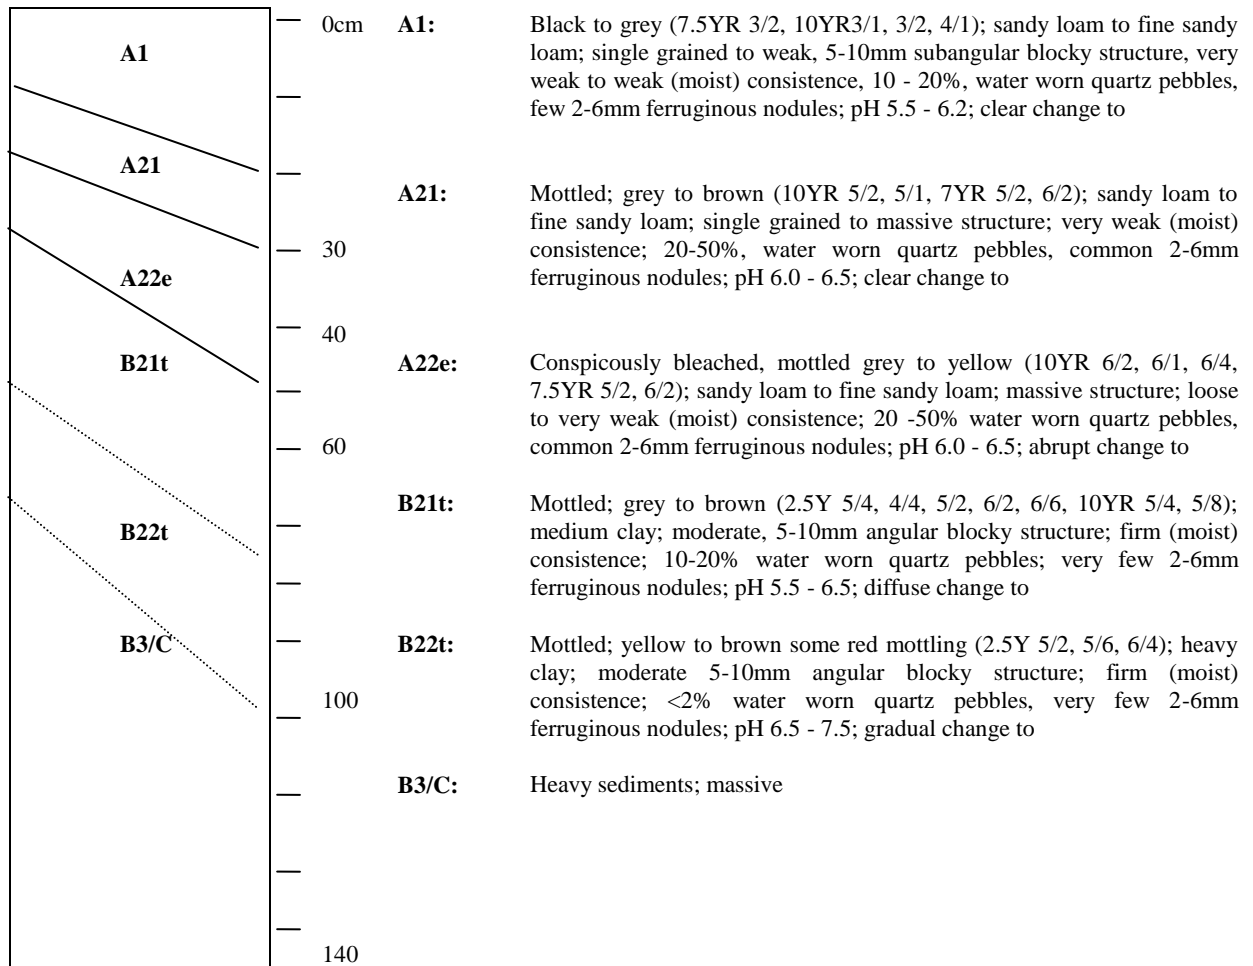 0cm
A1
A21
30
A22e
40
B21t
60
B22t
B3/C
100
140
A1: Black to grey (7.5YR 3/2, 10YR3/1, 3/2, 4/1); sandy loam to fine sandy
loam; single grained to weak, 5-10mm subangular blocky structure, very
weak to weak (moist) consistence, 10 - 20%, water worn quartz pebbles,
few 2-6mm ferruginous nodules; pH 5.5 - 6.2; clear change to
A21: Mottled; grey to brown (10YR 5/2, 5/1, 7YR 5/2, 6/2); sandy loam to
fine sandy loam; single grained to massive structure; very weak (moist)
consistence; 20-50%, water worn quartz pebbles, common 2-6mm
ferruginous nodules; pH 6.0 - 6.5; clear change to
A22e: Conspicously bleached, mottled grey to yellow (10YR 6/2, 6/1, 6/4,
7.5YR 5/2, 6/2); sandy loam to fine sandy loam; massive structure; loose
to very weak (moist) consistence; 20 -50% water worn quartz pebbles,
common 2-6mm ferruginous nodules; pH 6.0 - 6.5; abrupt change to
B21t: Mottled; grey to brown (2.5Y 5/4, 4/4, 5/2, 6/2, 6/6, 10YR 5/4, 5/8);
medium clay; moderate, 5-10mm angular blocky structure; firm (moist)
consistence; 10-20% water worn quartz pebbles; very few 2-6mm
ferruginous nodules; pH 5.5 - 6.5; diffuse change to
B22t: Mottled; yellow to brown some red mottling (2.5Y 5/2, 5/6, 6/4); heavy
clay; moderate 5-10mm angular blocky structure; firm (moist)
consistence; <2% water worn quartz pebbles, very few 2-6mm
ferruginous nodules; pH 6.5 - 7.5; gradual change to
B3/C: Heavy sediments; massive